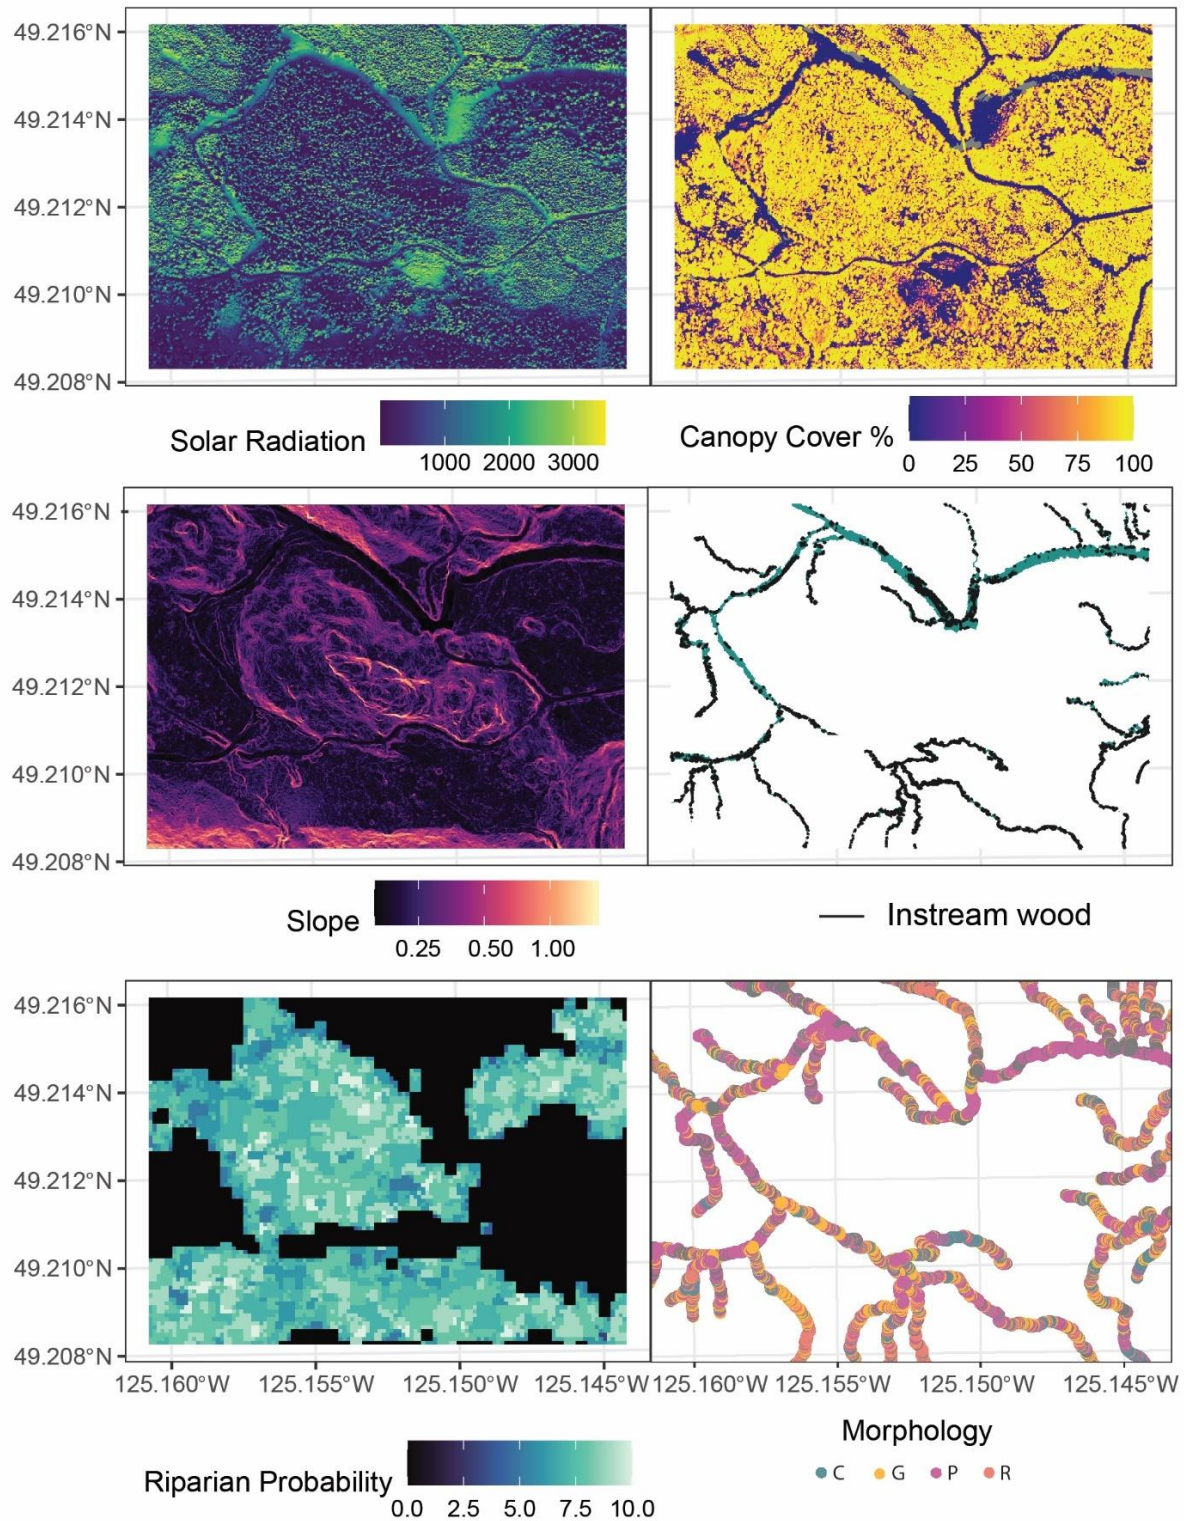 49.216°N
49.214°N
49.212°N
49.210°N
49.208°N
Solar Radiation
1000 2000 3000
Canopy Cover %
0 25 50 75 100
49.216°N
49.214°N
49.212°N
49.210°N
49.208°N
Slope
0.25 0.50 1.00
Instream wood
49.216°N
49.214°N
49.212°N
49.210°N
49.208°N
125.160°W 125.155°W 125.150°W 125.145°W 125.160°W 125.155°W 125.150°W 125.145°W
Riparian Probability
0.0 2.5 5.0 7.5 10.0
Morphology
C G P R